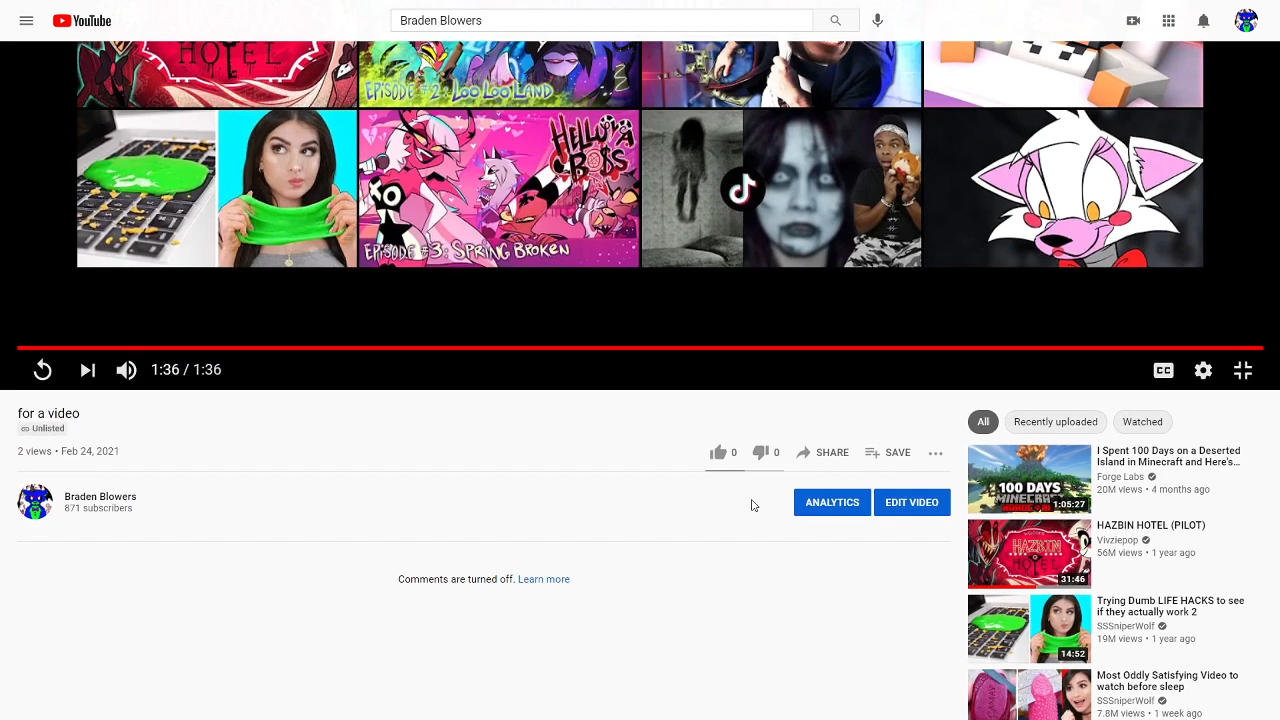 YouTube
Braden Blowers
HOTEL
EPISODE #2: LOO LOO LAND
HELLUVA
BOSS
EPISODE #3: SPRING BROKEN
1:36 / 1:36
CC
for a video
Unlisted
2 views • Feb 24, 2021
0
0
SHARE
SAVE
Braden Blowers
871 subscribers
ANALYTICS
EDIT VIDEO
Comments are turned off. Learn more
All
Recently uploaded
Watched
100 DAYS
MINECRAFT
1:05:27
I Spent 100 Days on a Deserted
Island in Minecraft and Here's...
Forge Labs
20M views • 4 months ago
HAZBIN
HOTEL
31:46
HAZBIN HOTEL (PILOT)
Vivziepop
56M views • 1 year ago
14:52
Trying Dumb LIFE HACKS to see
if they actually work 2
SSSniperWolf
19M views • 1 year ago
Most Oddly Satisfying Video to
watch before sleep
SSSniperWolf
7.8M views • 1 week ago